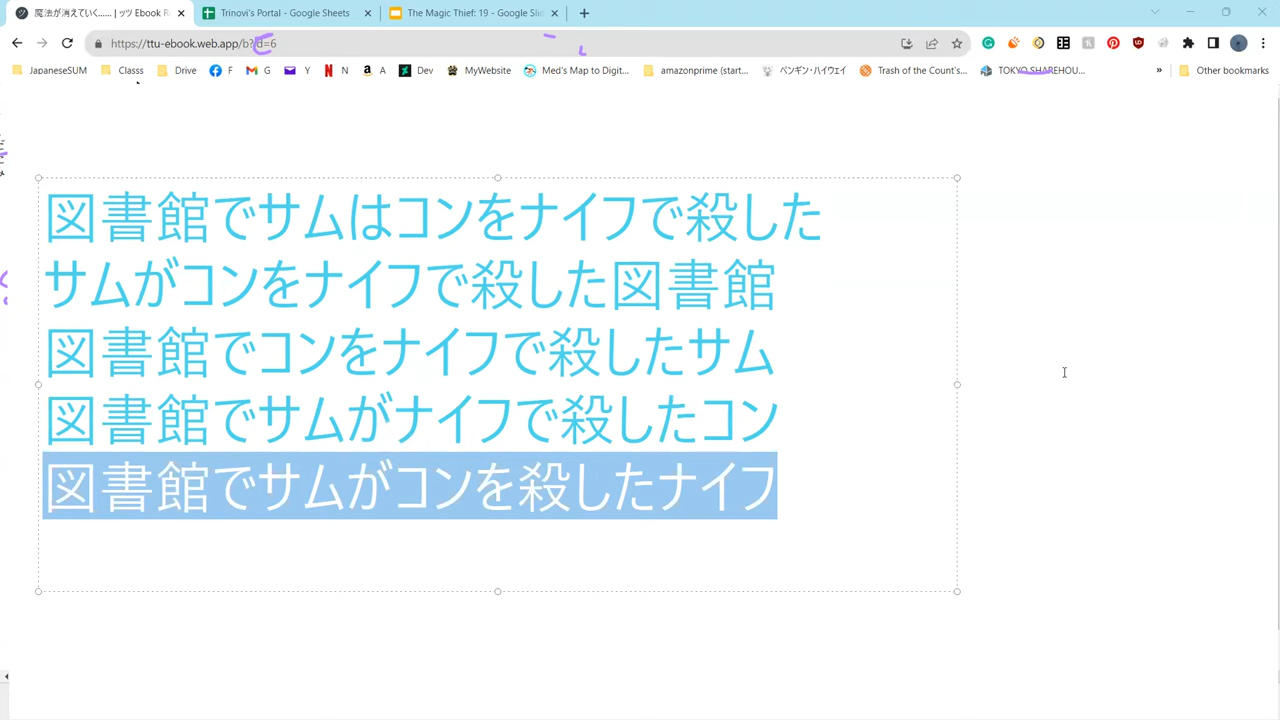 魔法が消えていく…… | ッツ Ebook R
Trinovi's Portal - Google Sheets
The Magic Thief: 19 - Google Sli
https://ttu-ebook.web.app/b?id=6
JapaneseSUM
Classs
Drive
F
G
Y
N
A
Dev
MyWebsite
Med's Map to Digit...
amazonprime (start...
ペンギン・ハイウェイ
Trash of the Count's...
TOKYO SHAREHOU...
»
Other bookmarks
図書館でサムはコンをナイフで殺した
サムがコンをナイフで殺した図書館
図書館でコンをナイフで殺したサム
図書館でサムがナイフで殺したコン
図書館でサムがコンを殺したナイフ